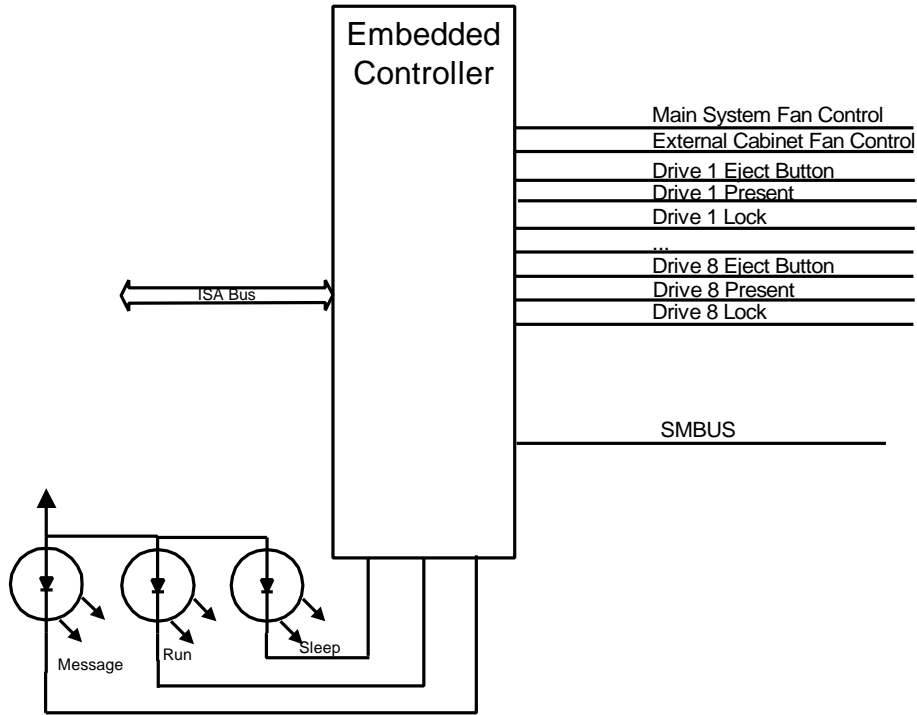 Embedded
Controller
Main System Fan Control
External Cabinet Fan Control
Drive 1 Eject Button
Drive 1 Present
Drive 1 Lock
...
Drive 8 Eject Button
Drive 8 Present
Drive 8 Lock
ISA Bus
SMBUS
Message
Run
Sleep